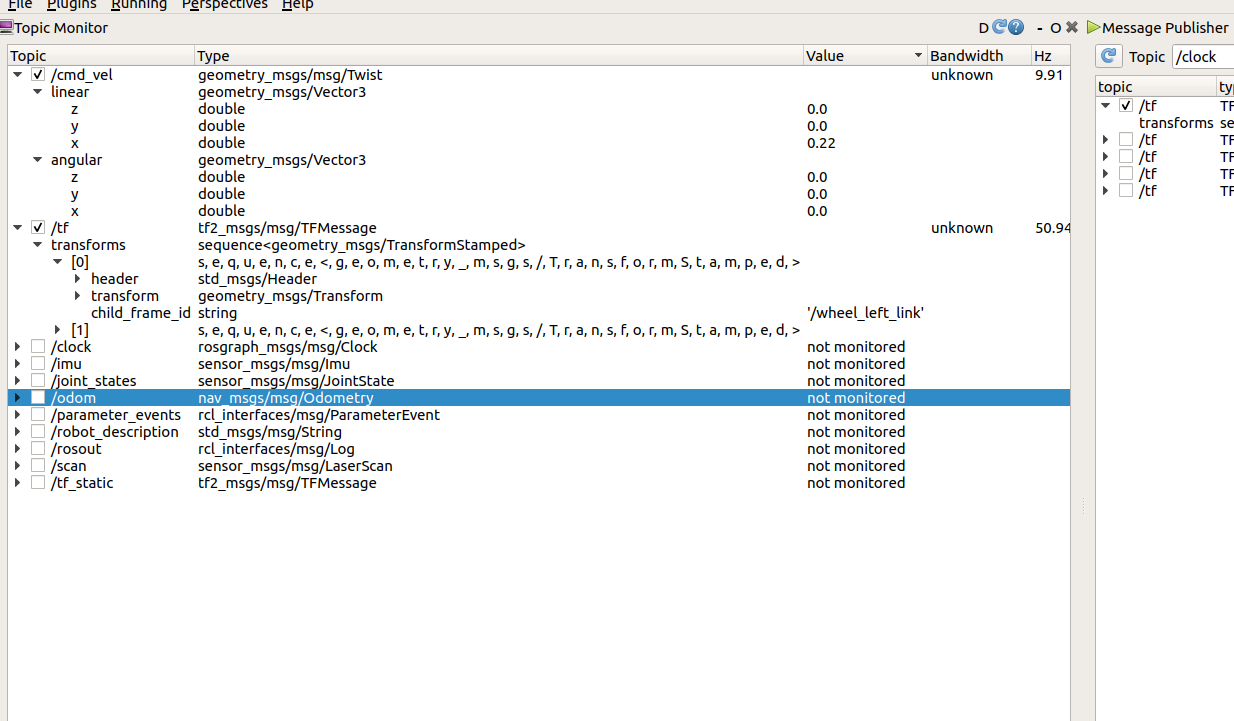 File Plugins Running Perspectives Help
Topic Monitor D - O Message Publisher
Topic Type Value Bandwidth Hz Topic /clock
topic ty
/cmd_vel geometry_msgs/msg/Twist unknown 9.91
linear geometry_msgs/Vector3
z double 0.0
y double 0.0
x double 0.22
angular geometry_msgs/Vector3
z double 0.0
y double 0.0
x double 0.0
/tf tf2_msgs/msg/TFMessage unknown 50.94
transforms sequence<geometry_msgs/TransformStamped>
[0] s, e, q, u, e, n, c, e, <, g, e, o, m, e, t, r, y, _, m, s, g, s, /, T, r, a, n, s, f, o, r, m, S, t, a, m, p, e, d, >
header std_msgs/Header
transform geometry_msgs/Transform
child_frame_id string '/wheel_left_link'
[1] s, e, q, u, e, n, c, e, <, g, e, o, m, e, t, r, y, _, m, s, g, s, /, T, r, a, n, s, f, o, r, m, S, t, a, m, p, e, d, >
/clock rosgraph_msgs/msg/Clock not monitored
/imu sensor_msgs/msg/Imu not monitored
/joint_states sensor_msgs/msg/JointState not monitored
/odom nav_msgs/msg/Odometry not monitored
/parameter_events rcl_interfaces/msg/ParameterEvent not monitored
/robot_description std_msgs/msg/String not monitored
/rosout rcl_interfaces/msg/Log not monitored
/scan sensor_msgs/msg/LaserScan not monitored
/tf_static tf2_msgs/msg/TFMessage not monitored
/tf TF
transforms se
/tf TF
/tf TF
/tf TF
/tf TF